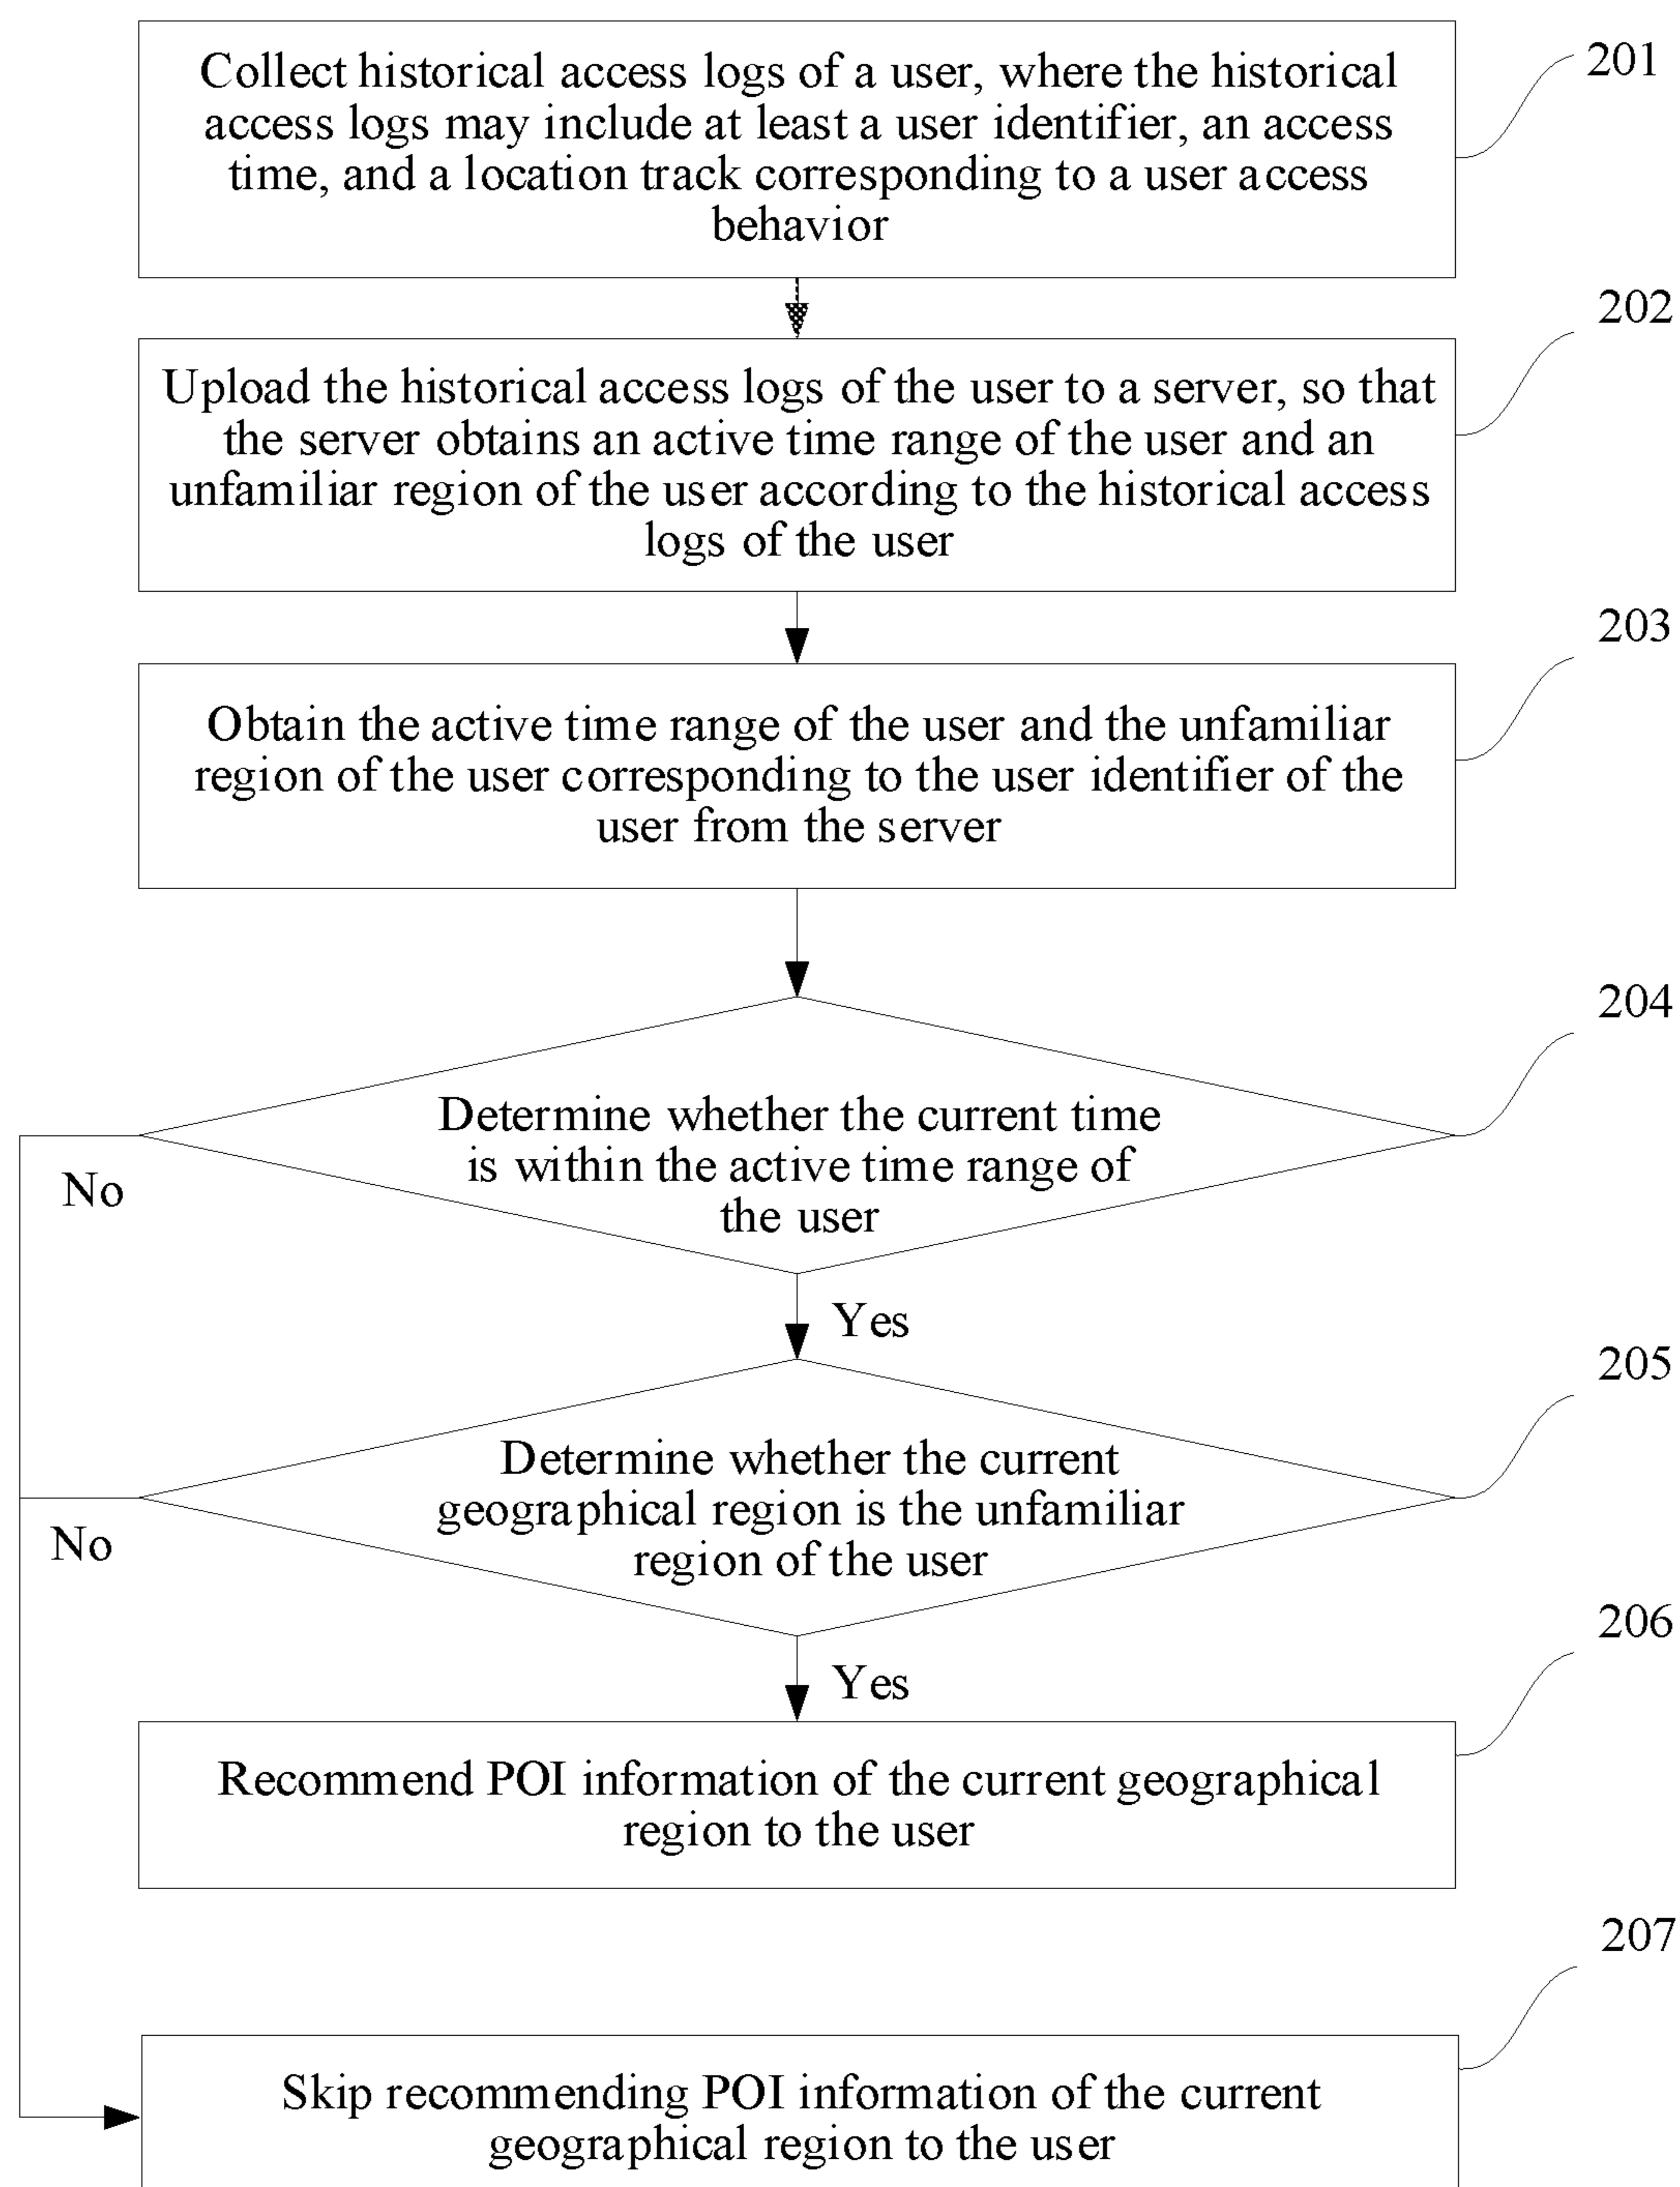 Collect historical access logs of a user, where the historical
access logs may include at least a user identifier, an access
time, and a location track corresponding to a user access
behavior
201
Upload the historical access logs of the user to a server, so that
the server obtains an active time range of the user and an
unfamiliar region of the user according to the historical access
logs of the user
202
Obtain the active time range of the user and the unfamiliar
region of the user corresponding to the user identifier of the
user from the server
203
Determine whether the current time
is within the active time range of
the user
204
No
Yes
Determine whether the current
geographical region is the unfamiliar
region of the user
205
No
Yes
Recommend POI information of the current geographical
region to the user
206
Skip recommending POI information of the current
geographical region to the user
207